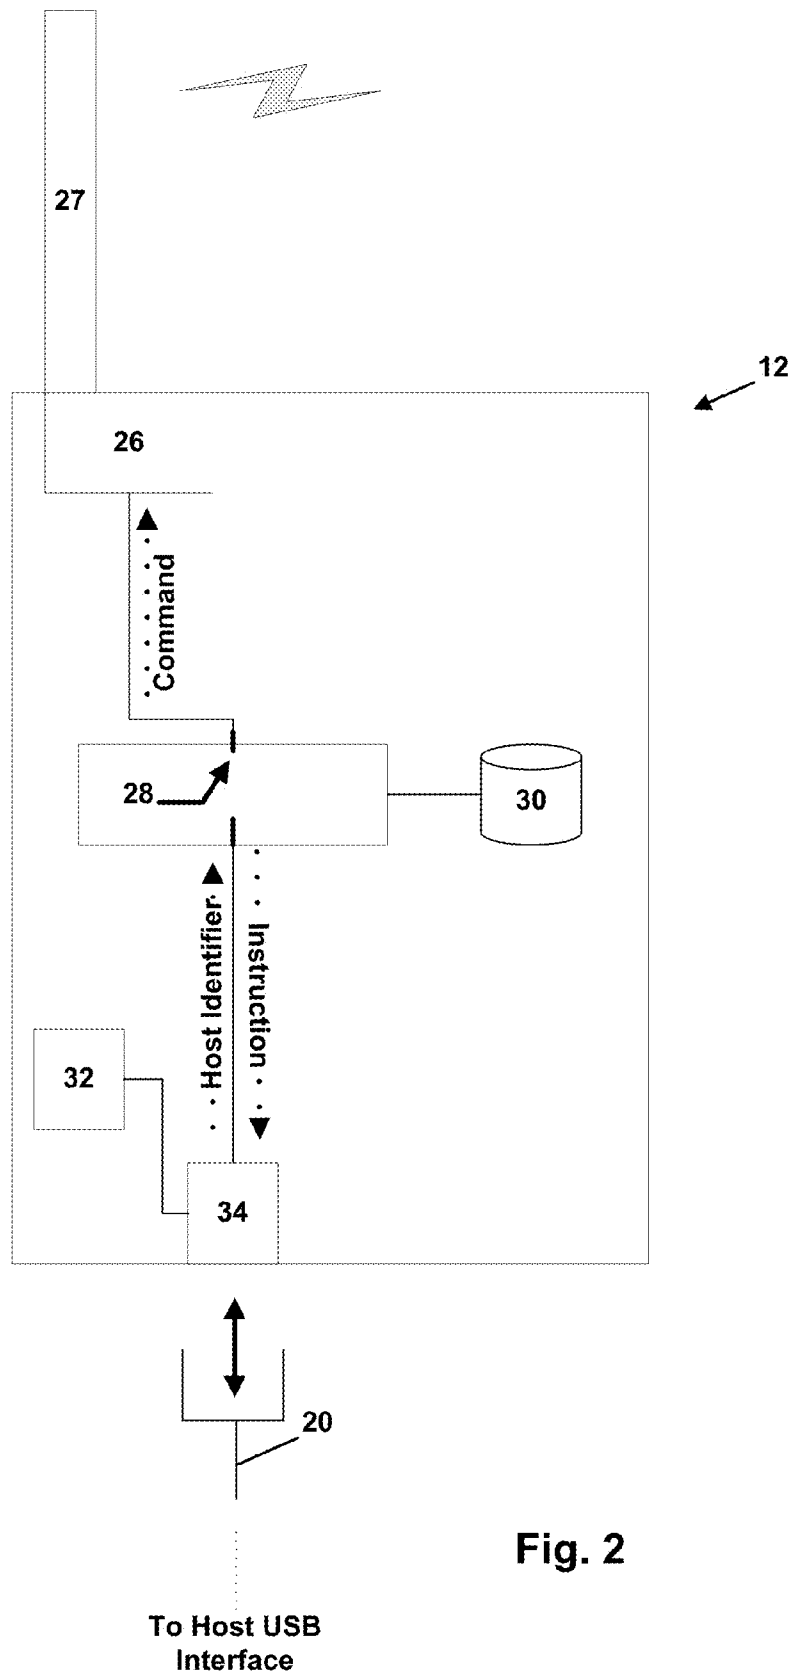 27
12
26
Command
28
30
Host Identifier
Instruction
32
34
20
Fig. 2
To Host USB
Interface